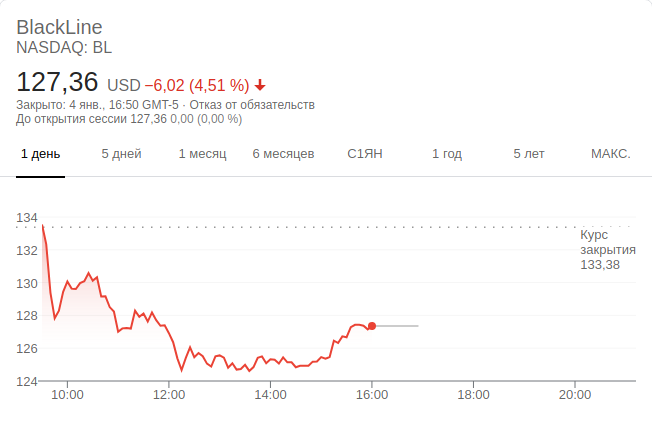 BlackLine
NASDAQ: BL
127,36 USD −6,02 (4,51 %)
Закрыто: 4 янв., 16:50 GMT-5 · Отказ от обязательств
До открытия сессии 127,36 0,00 (0,00 %)
1 день 5 дней 1 месяц 6 месяцев С1ЯН 1 год 5 лет МАКС.
134
Курс
закрытия
133,38
132
130
128
126
124
10:00 12:00 14:00 16:00 18:00 20:00